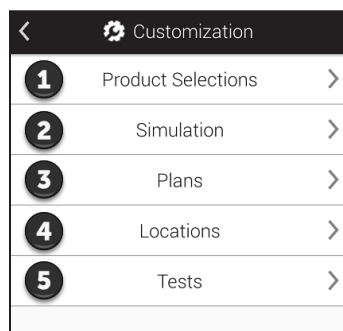 Customization
1 Product Selections
2 Simulation
3 Plans
4 Locations
5 Tests